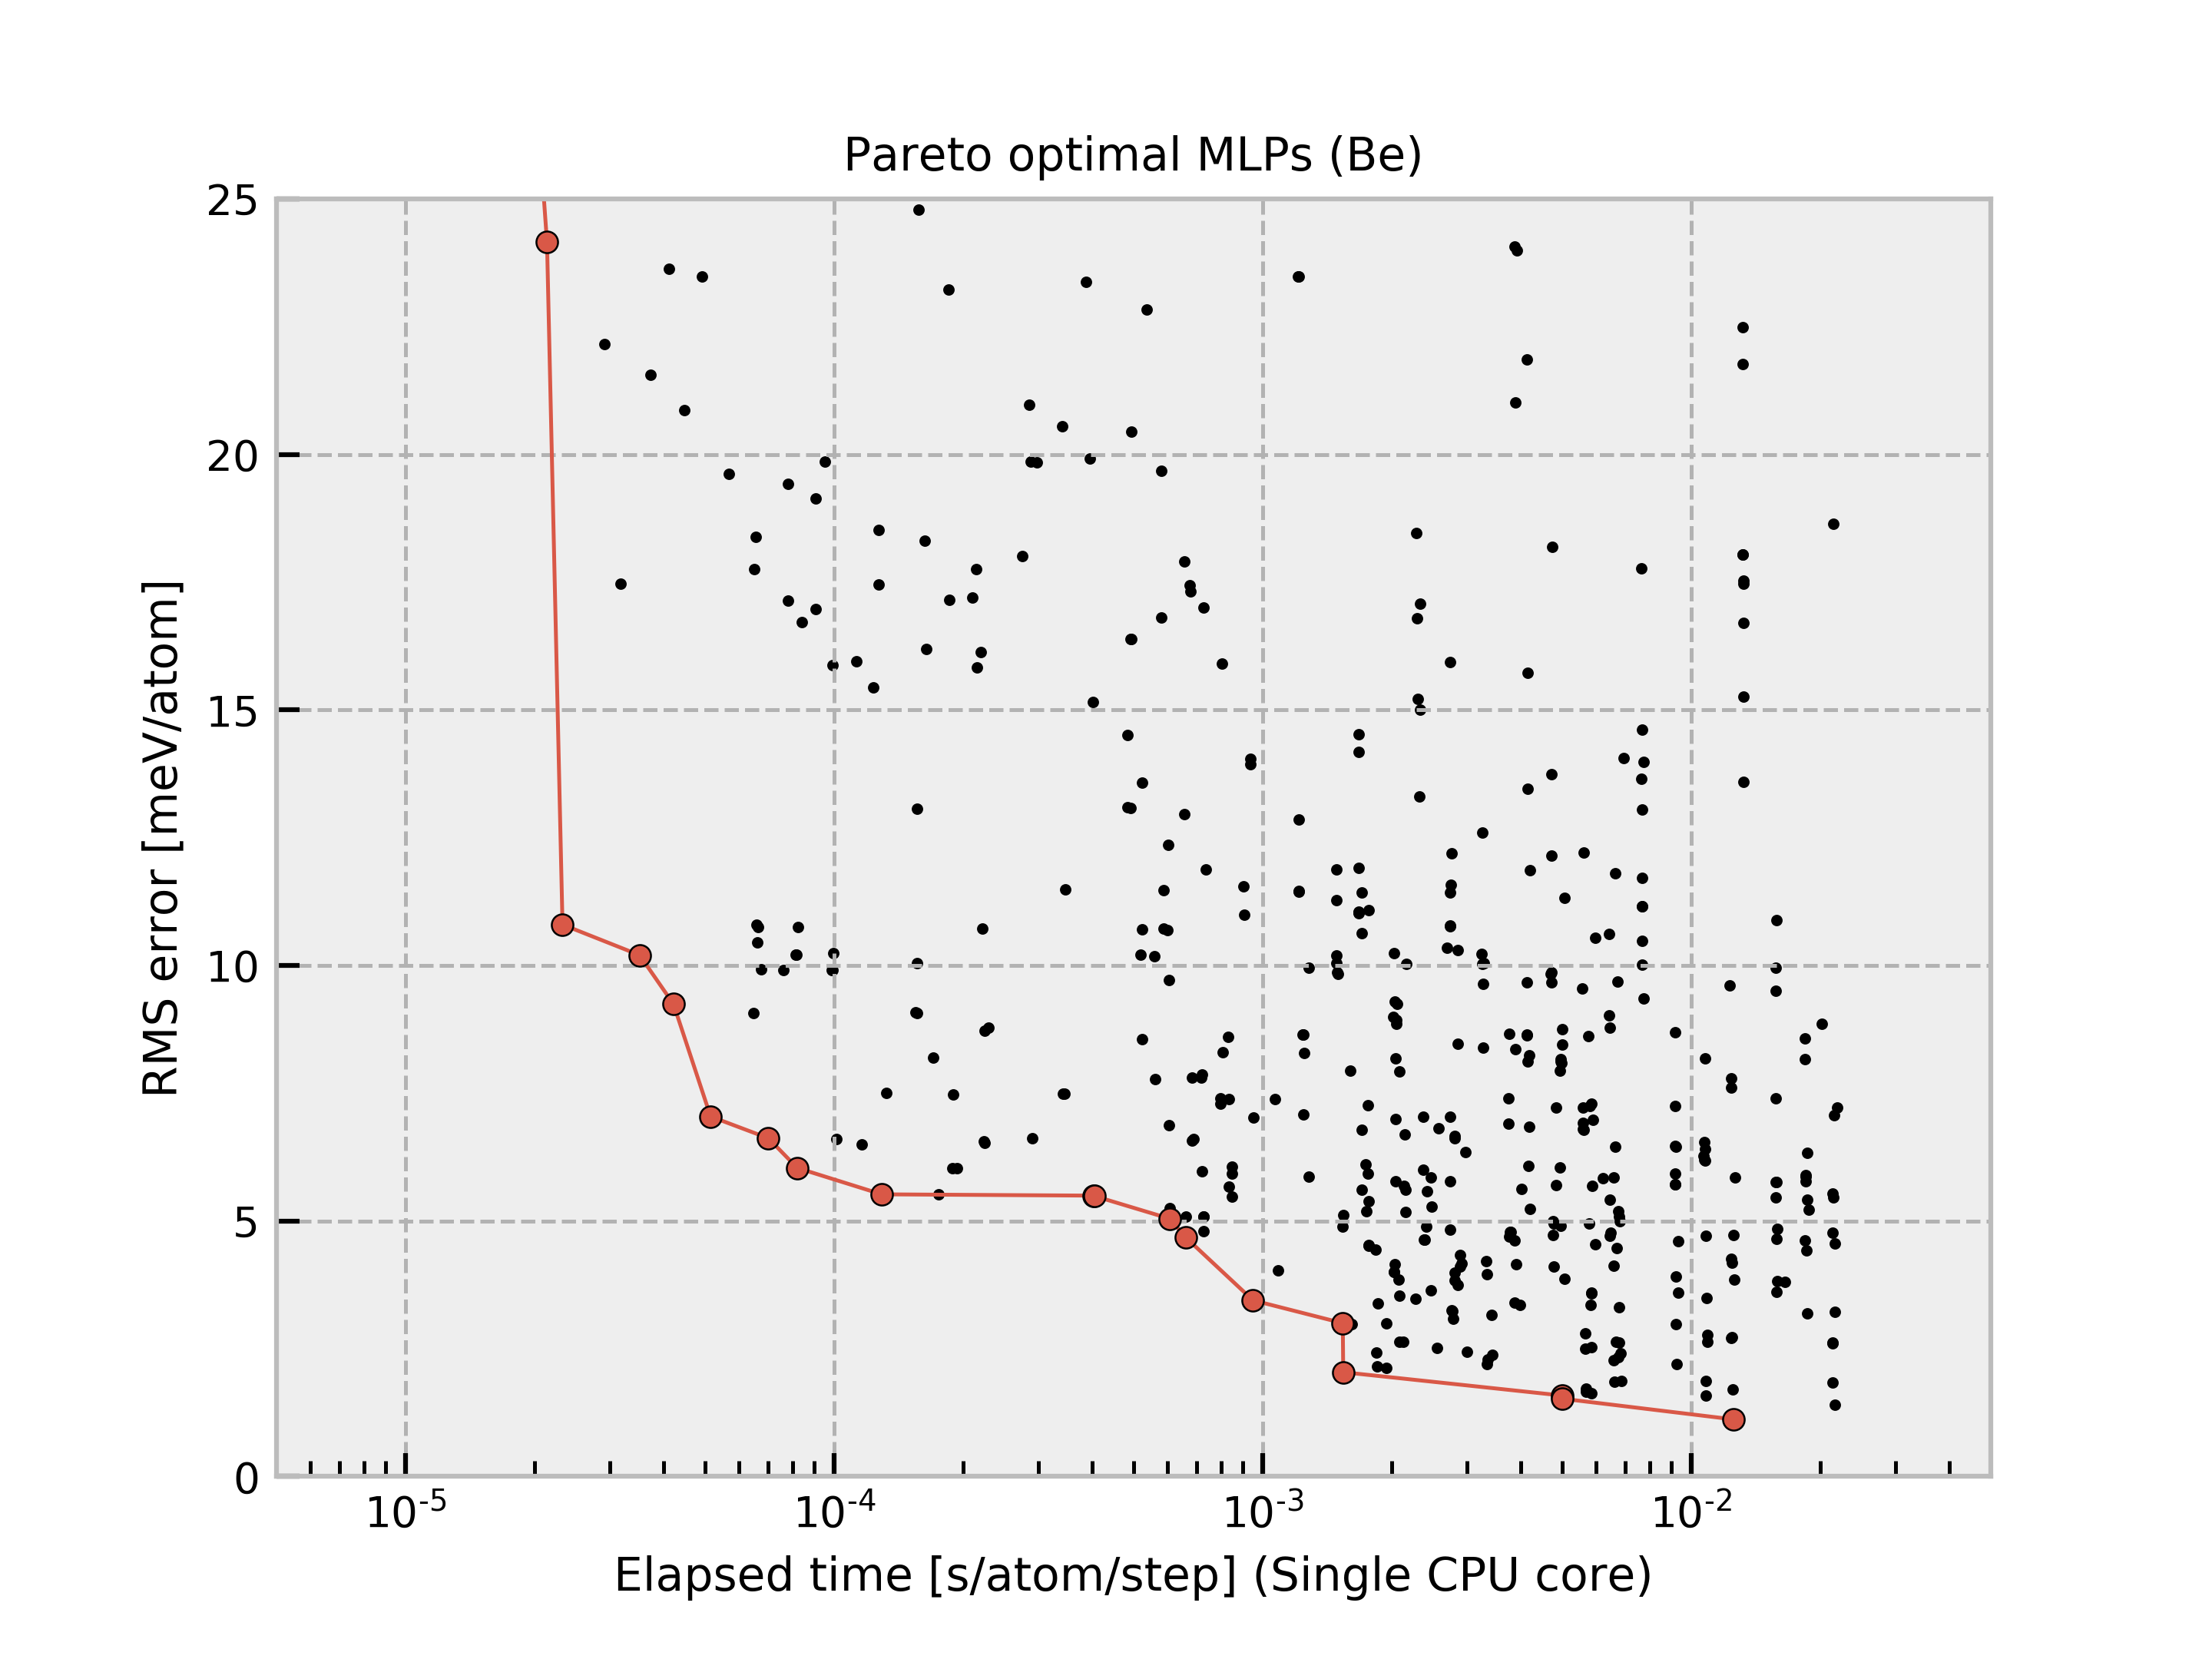 Pareto optimal MLPs (Be)
25
20
15
10
5
0
RMS error [meV/atom]
10-5 10-4 10-3 10-2
Elapsed time [s/atom/step] (Single CPU core)